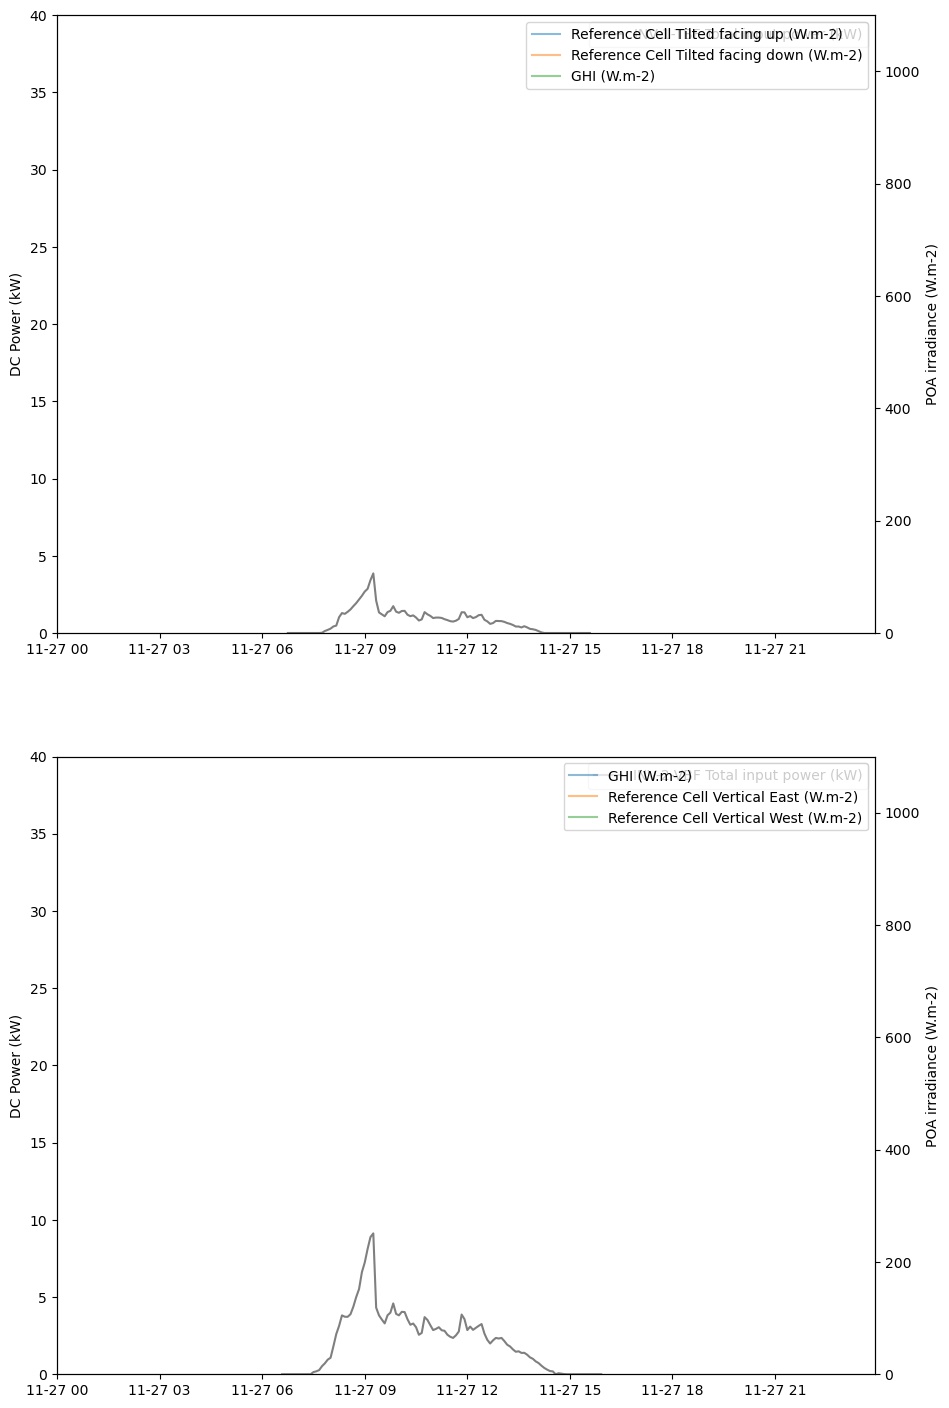 40
35
30
25
20
15
10
5
0
DC Power (kW)
Reference Cell Tilted facing up (W.m-2)
Reference Cell Tilted facing down (W.m-2)
GHI (W.m-2)
1000
800
600
400
200
0
POA irradiance (W.m-2)
11-27 00 11-27 03 11-27 06 11-27 09 11-27 12 11-27 15 11-27 18 11-27 21
40
35
30
25
20
15
10
5
0
DC Power (kW)
Total input power (kW)
GHI (W.m-2)
Reference Cell Vertical East (W.m-2)
Reference Cell Vertical West (W.m-2)
1000
800
600
400
200
0
POA irradiance (W.m-2)
11-27 00 11-27 03 11-27 06 11-27 09 11-27 12 11-27 15 11-27 18 11-27 21